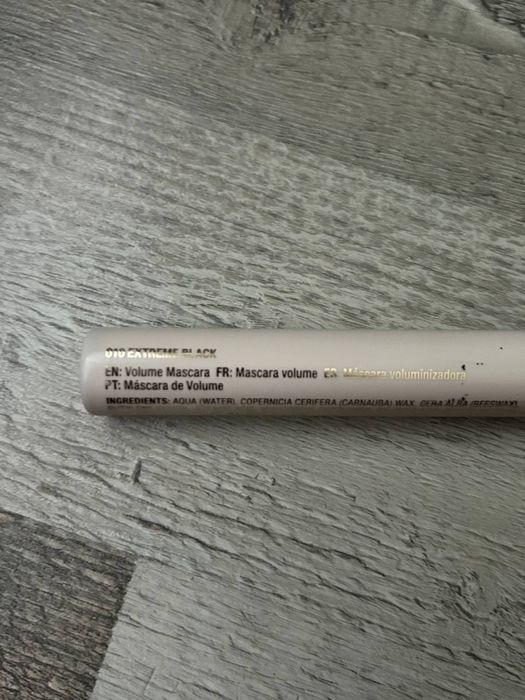 010 EXTREME BLACK
EN: Volume Mascara FR: Mascara volume ES: Máscara voluminizadora
PT: Máscara de Volume
INGREDIENTS: AQUA (WATER), COPERNICIA CERIFERA (CARNAUBA) WAX, CERA ALBA (BEESWAX),